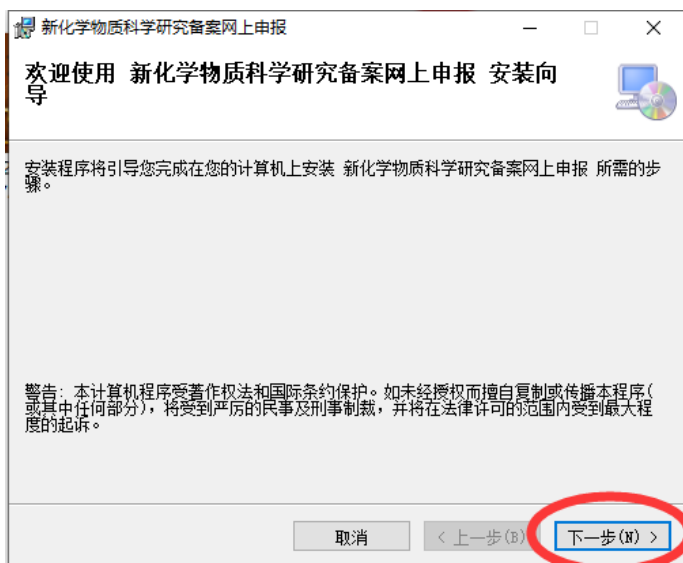 新化学物质科学研究备案网上申报
欢迎使用 新化学物质科学研究备案网上申报 安装向
导
安装程序将引导您完成在您的计算机上安装 新化学物质科学研究备案网上申报 所需的步
骤。
警告: 本计算机程序受著作权法和国际条约保护。如未经授权而擅自复制或传播本程序(
或其中任何部分)，将受到严厉的民事及刑事制裁，并将在法律许可的范围内受到最大程
度的起诉。
取消 < 上一步(B) 下一步(N) >